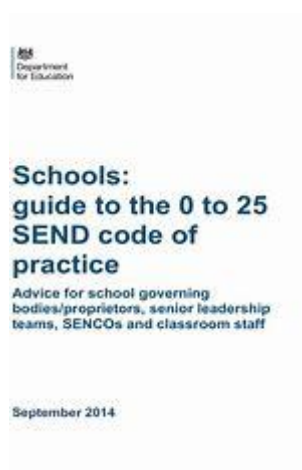 Department
for Education
Schools:
guide to the 0 to 25
SEND code of
practice
Advice for school governing
bodies/proprietors, senior leadership
teams, SENCOs and classroom staff
September 2014